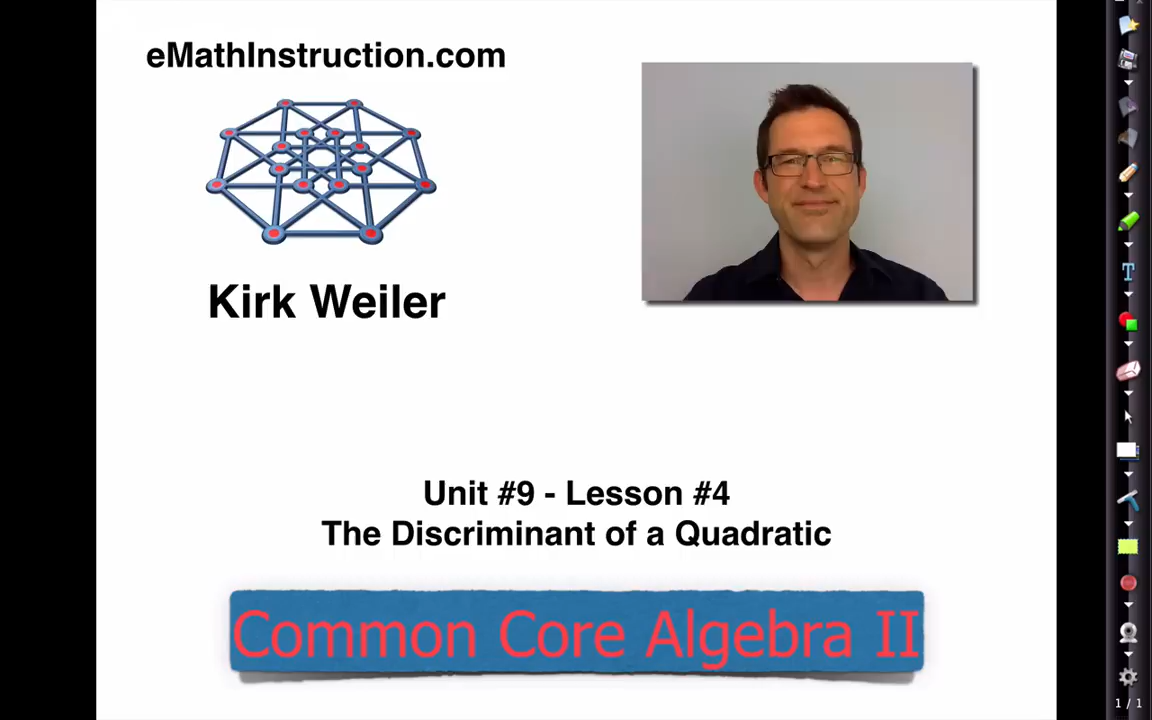 eMathInstruction.com
Kirk Weiler
Unit #9 - Lesson #4
The Discriminant of a Quadratic
Common Core Algebra II
T
1 / 1